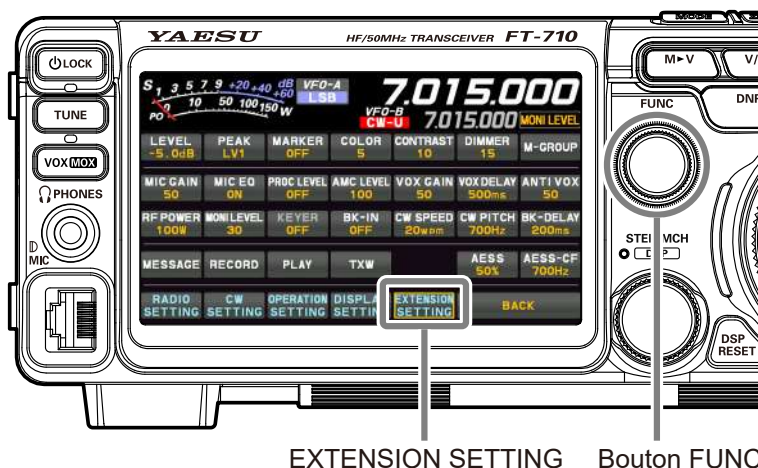 MODE
YAESU HF/50MHz TRANSCEIVER FT-710
LOCK
M►V V/
TUNE
VOX MOX
PHONES
MIC
S 1 3 5 7 9 +20 +40 +60 dB
PO 0 10 50 100 150 W
VFO-A
LSB
7.015.000
VFO-B
CW-U 7.015.000 MONI LEVEL
LEVEL PEAK MARKER COLOR CONTRAST DIMMER M-GROUP
-5.0dB LV1 OFF 5 10 15
MIC GAIN MIC EQ PROC LEVEL AMC LEVEL VOX GAIN VOX DELAY ANTI VOX
50 ON OFF 100 50 500ms 50
RF POWER MONI LEVEL KEYER BK-IN CW SPEED CW PITCH BK-DELAY
100W 30 OFF OFF 20wpm 700Hz 200ms
MESSAGE RECORD PLAY TXW AESS AESS-CF
50% 700Hz
RADIO CW OPERATION DISPLA EXTENSION BACK
SETTING SETTING SETTING SETTIN SETTING
FUNC
DNF
STEP MCH
DSP
RESET
EXTENSION SETTING Bouton FUNC